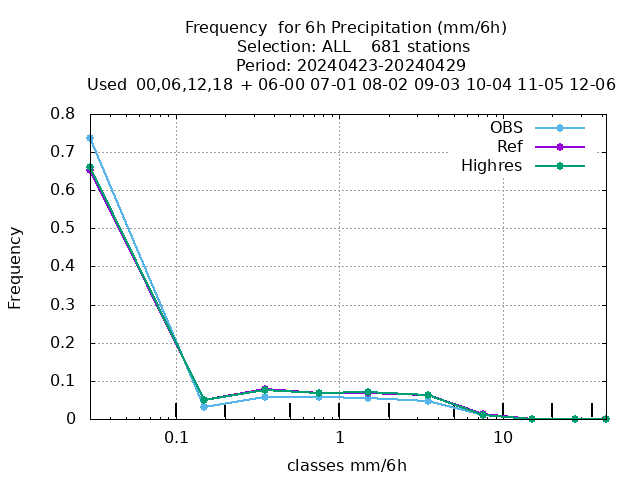 Frequency  for 6h Precipitation (mm/6h)
Selection: ALL    681 stations
Period: 20240423-20240429
Used  00,06,12,18  + 06-00 07-01 08-02 09-03 10-04 11-05 12-06
OBS
Ref
Highres
0.8
0.7
0.6
0.5
0.4
0.3
0.2
0.1
0
Frequency
0.1 1 10
classes mm/6h